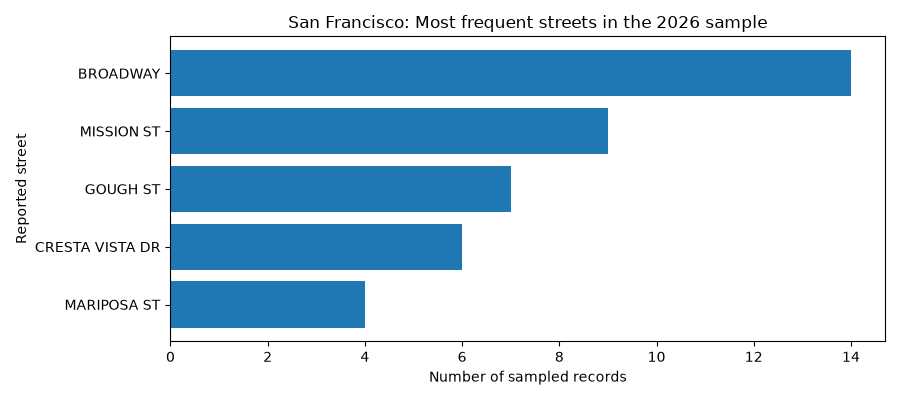 San Francisco: Most frequent streets in the 2026 sample
Reported street
BROADWAY
MISSION ST
GOUGH ST
CRESTA VISTA DR
MARIPOSA ST
0 2 4 6 8 10 12 14
Number of sampled records